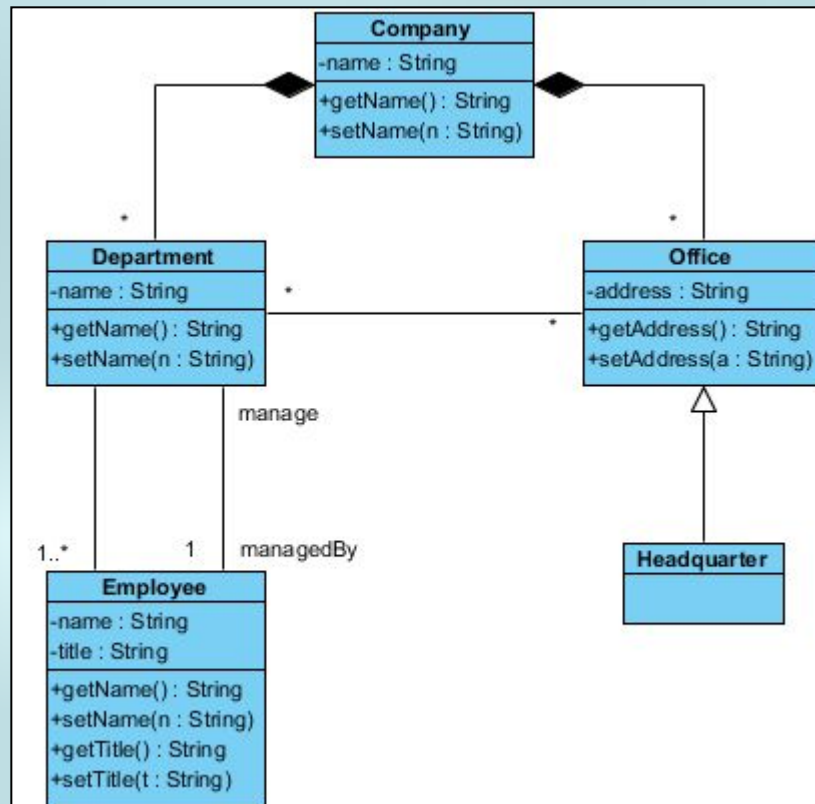 Company
-name : String
+getName() : String
+setName(n : String)
*
*
Department
-name : String
+getName() : String
+setName(n : String)
*
*
Office
-address : String
+getAddress() : String
+setAddress(a : String)
manage
1..*
1
managedBy
Employee
-name : String
-title : String
+getName() : String
+setName(n : String)
+getTitle() : String
+setTitle(t : String)
Headquarter